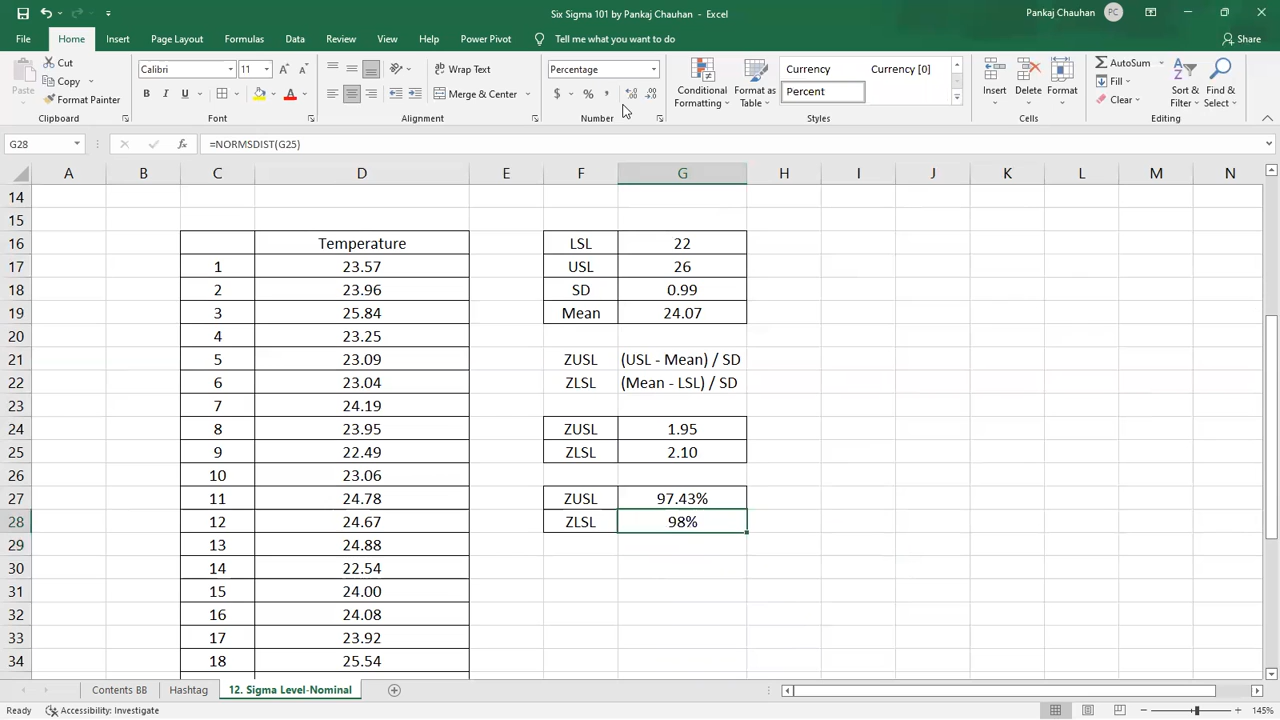 Six Sigma 101 by Pankaj Chauhan - Excel
Pankaj Chauhan PC
File Home Insert Page Layout Formulas Data Review View Help Power Pivot Tell me what you want to do Share
Paste
Cut
Copy
Format Painter
Clipboard
Calibri 11 A A
B I U A
Font
ab
Wrap Text
Merge & Center
Alignment
Percentage
$ % , .00 .0
Number
Conditional Formatting
Format as Table
Currency Currency [0]
Percent
Styles
Insert Delete Format
Cells
AutoSum
Fill
Clear
Sort & Filter
Find & Select
Editing
G28 fx =NORMSDIST(G25)
A B C D E F G H I J K L M N
14
15
16 Temperature LSL 22
17 1 23.57 USL 26
18 2 23.96 SD 0.99
19 3 25.84 Mean 24.07
20 4 23.25
21 5 23.09 ZUSL (USL - Mean) / SD
22 6 23.04 ZLSL (Mean - LSL) / SD
23 7 24.19
24 8 23.95 ZUSL 1.95
25 9 22.49 ZLSL 2.10
26 10 23.06
27 11 24.78 ZUSL 97.43%
28 12 24.67 ZLSL 98%
29 13 24.88
30 14 22.54
31 15 24.00
32 16 24.08
33 17 23.92
34 18 25.54
Contents BB Hashtag 12. Sigma Level-Nominal
Ready Accessibility: Investigate 145%